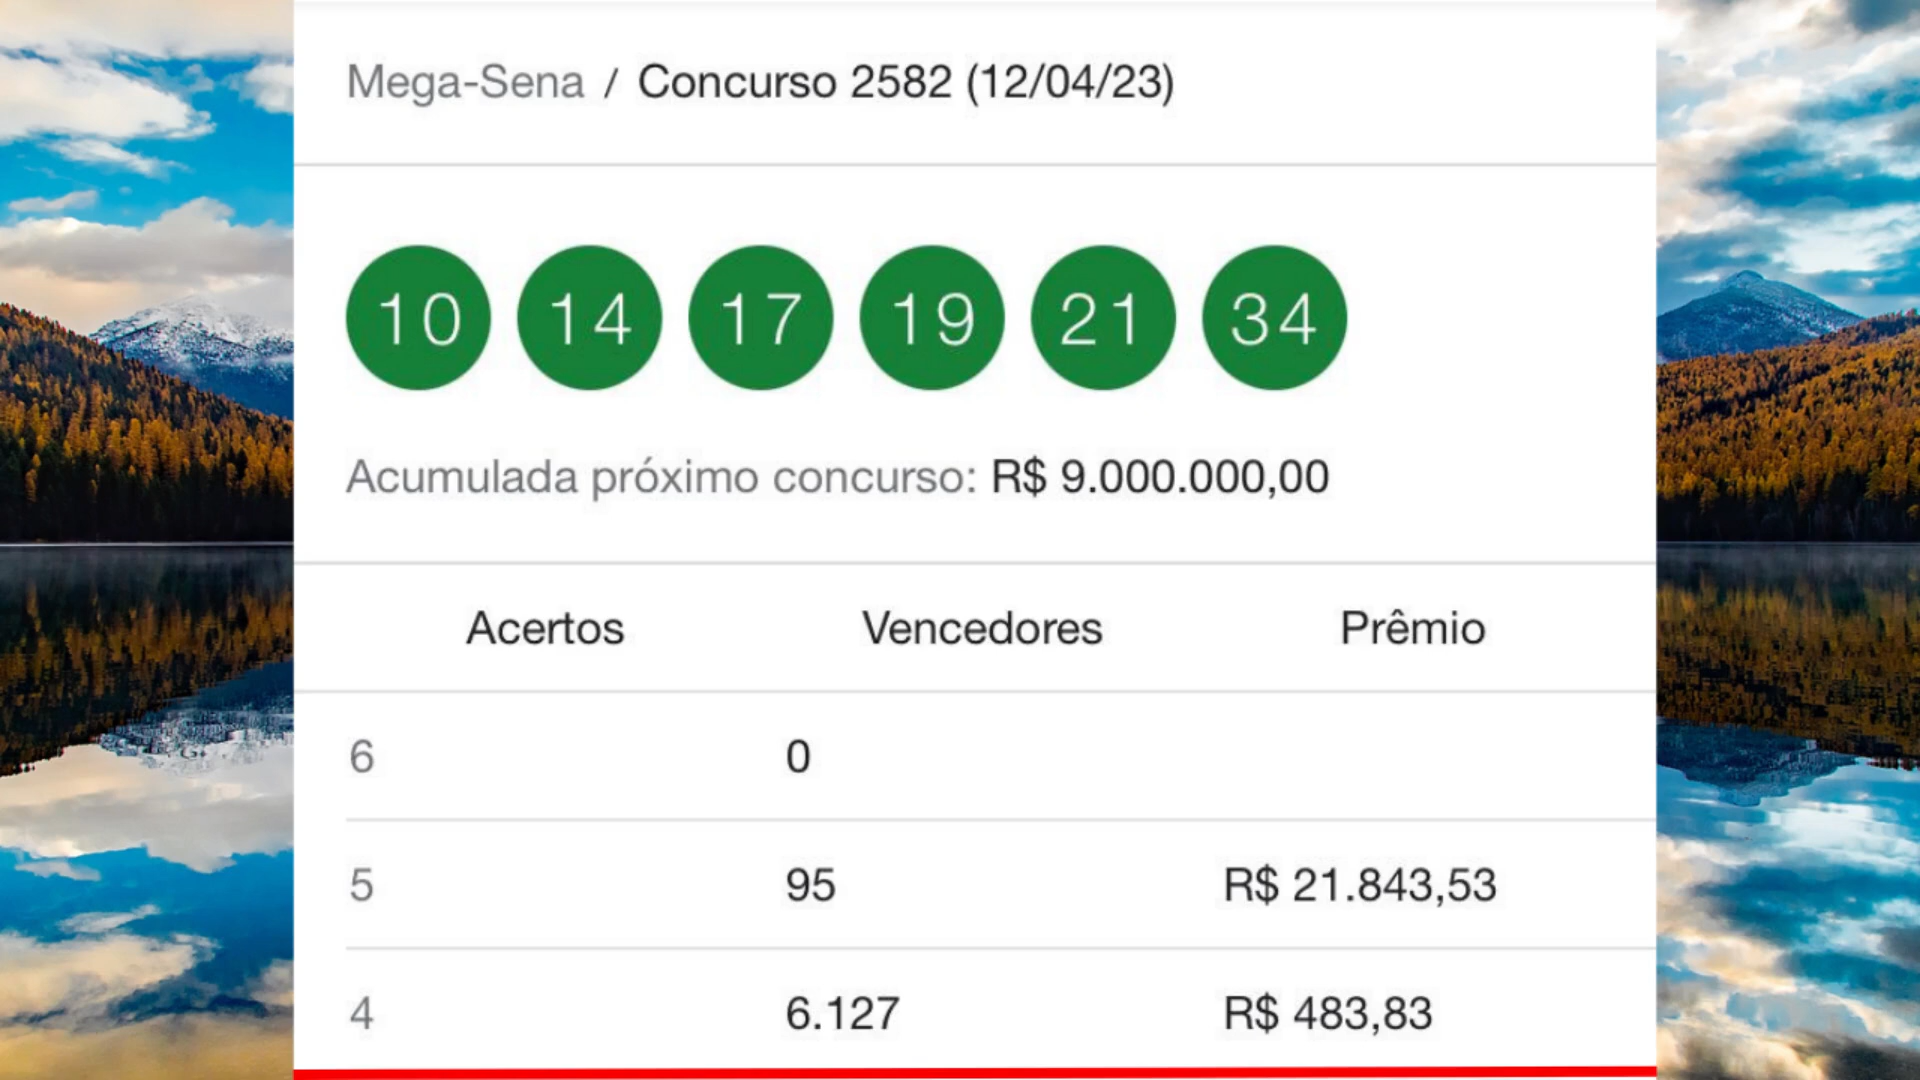 Mega-Sena / Concurso 2582 (12/04/23)
10 14 17 19 21 34
Acumulada próximo concurso: R$ 9.000.000,00
Acertos Vencedores Prêmio
6 0
5 95 R$ 21.843,53
4 6.127 R$ 483,83